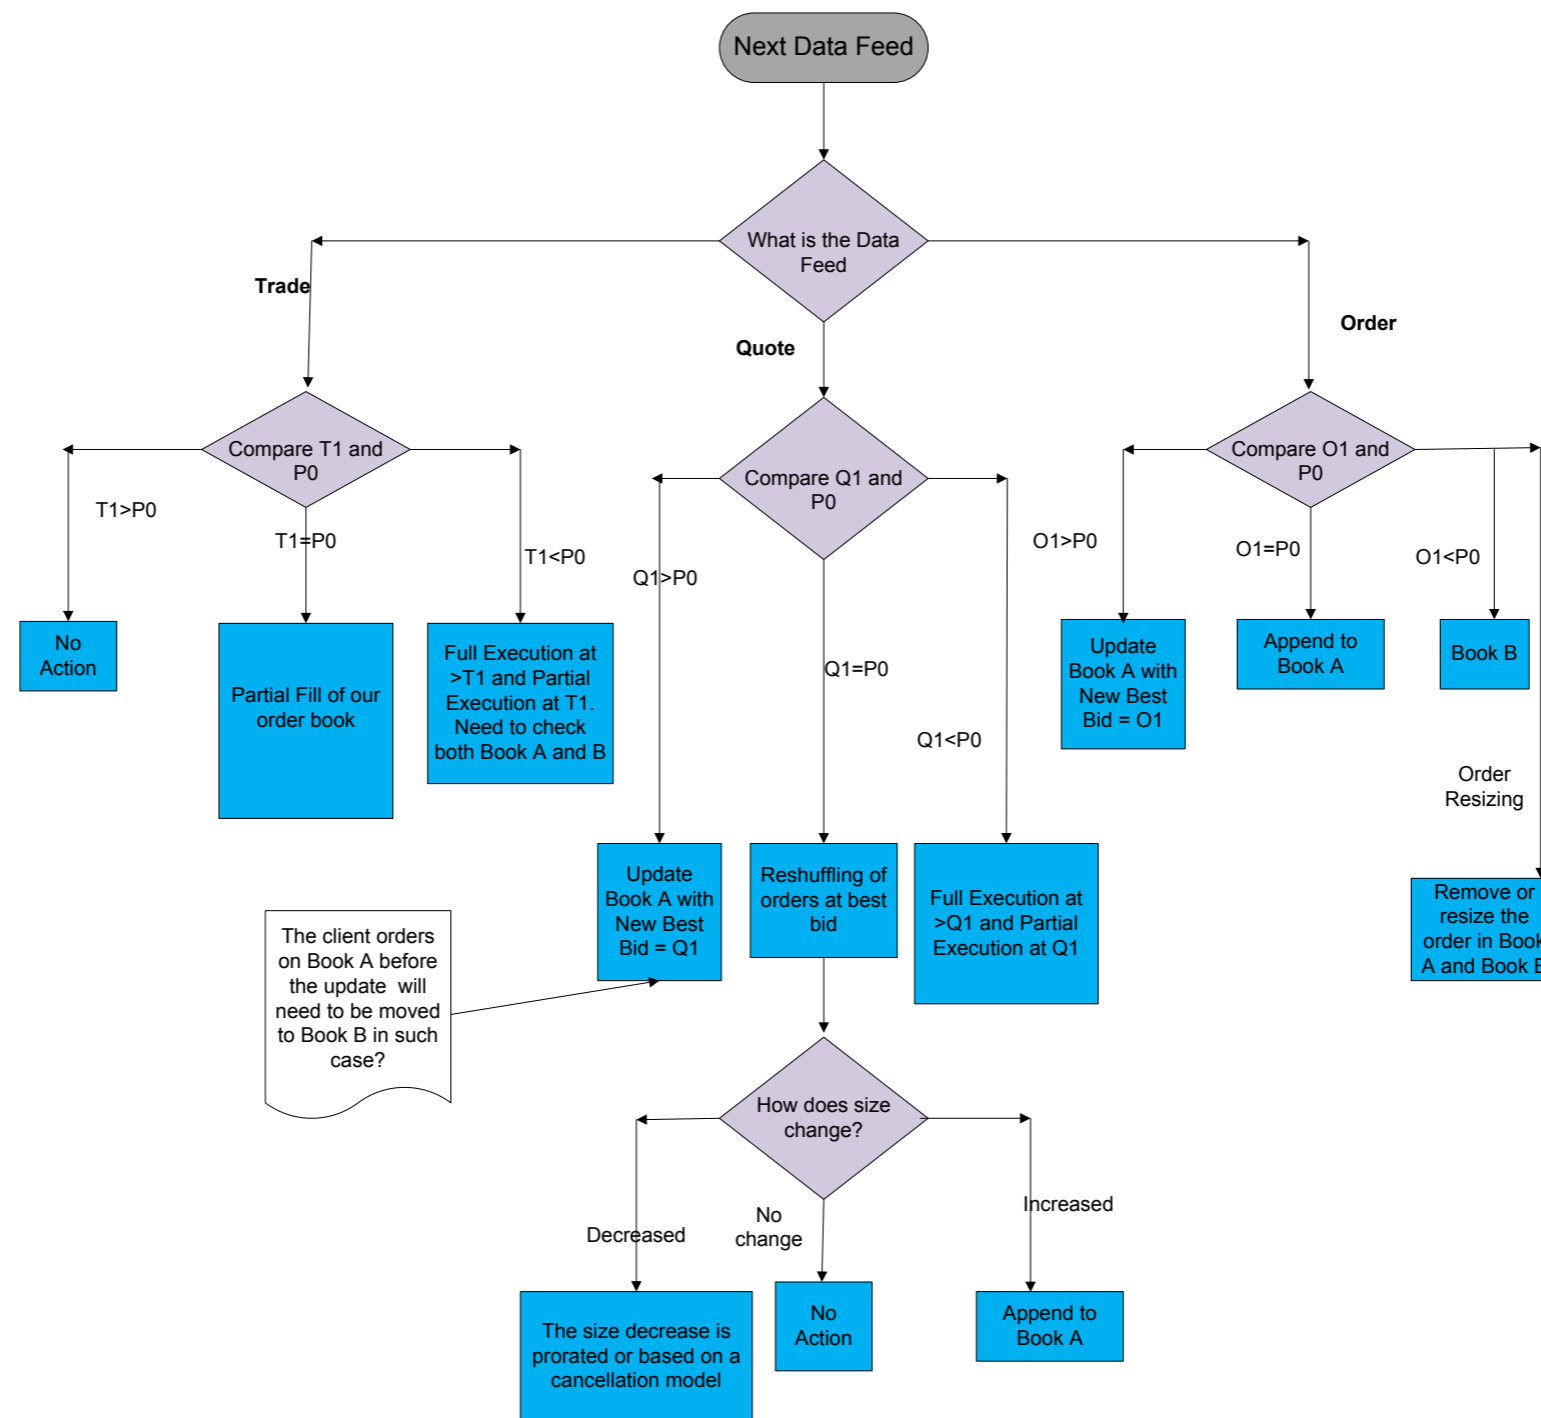 Next Data Feed
What is the Data
Feed
Trade
Quote
Order
Compare T1 and
P0
Compare Q1 and
P0
Compare O1 and
P0
T1>P0
T1=P0
T1<P0
Q1>P0
Q1=P0
Q1<P0
O1>P0
O1=P0
O1<P0
Order
Resizing
No
Action
Partial Fill of our
order book
Full Execution at
>T1 and Partial
Execution at T1.
Need to check
both Book A and B
Update
Book A with
New Best
Bid = O1
Append to
Book A
Book B
Update
Book A with
New Best
Bid = Q1
Reshuffling of
orders at best
bid
Full Execution at
>Q1 and Partial
Execution at Q1
Remove or
resize the
order in Book
A and Book B
The client orders
on Book A before
the update will
need to be moved
to Book B in such
case?
How does size
change?
Decreased
No
change
Increased
The size decrease is
prorated or based on a
cancellation model
No
Action
Append to
Book A